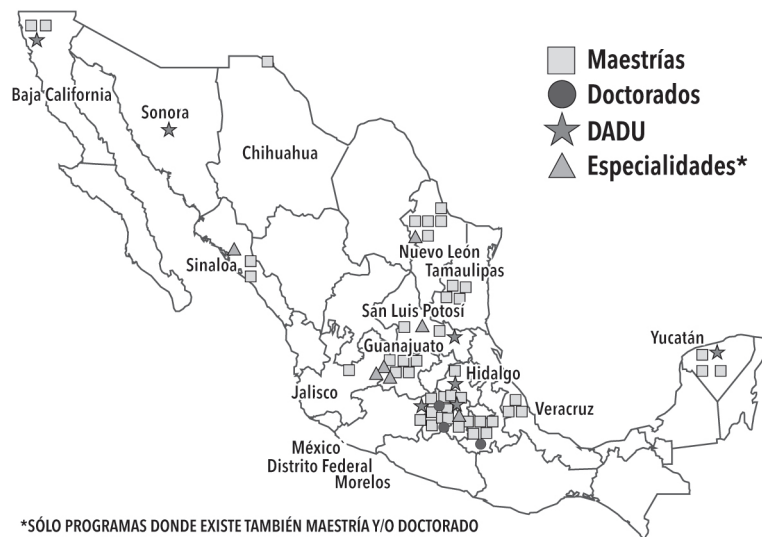 Maestrías
Doctorados
DADU
Especialidades*
Baja California
Sonora
Chihuahua
Sinaloa
Nuevo León
Tamaulipas
San Luis Potosí
Guanajuato
Hidalgo
Yucatán
Jalisco
Veracruz
México
Distrito Federal
Morelos
*SÓLO PROGRAMAS DONDE EXISTE TAMBIÉN MAESTRÍA Y/O DOCTORADO